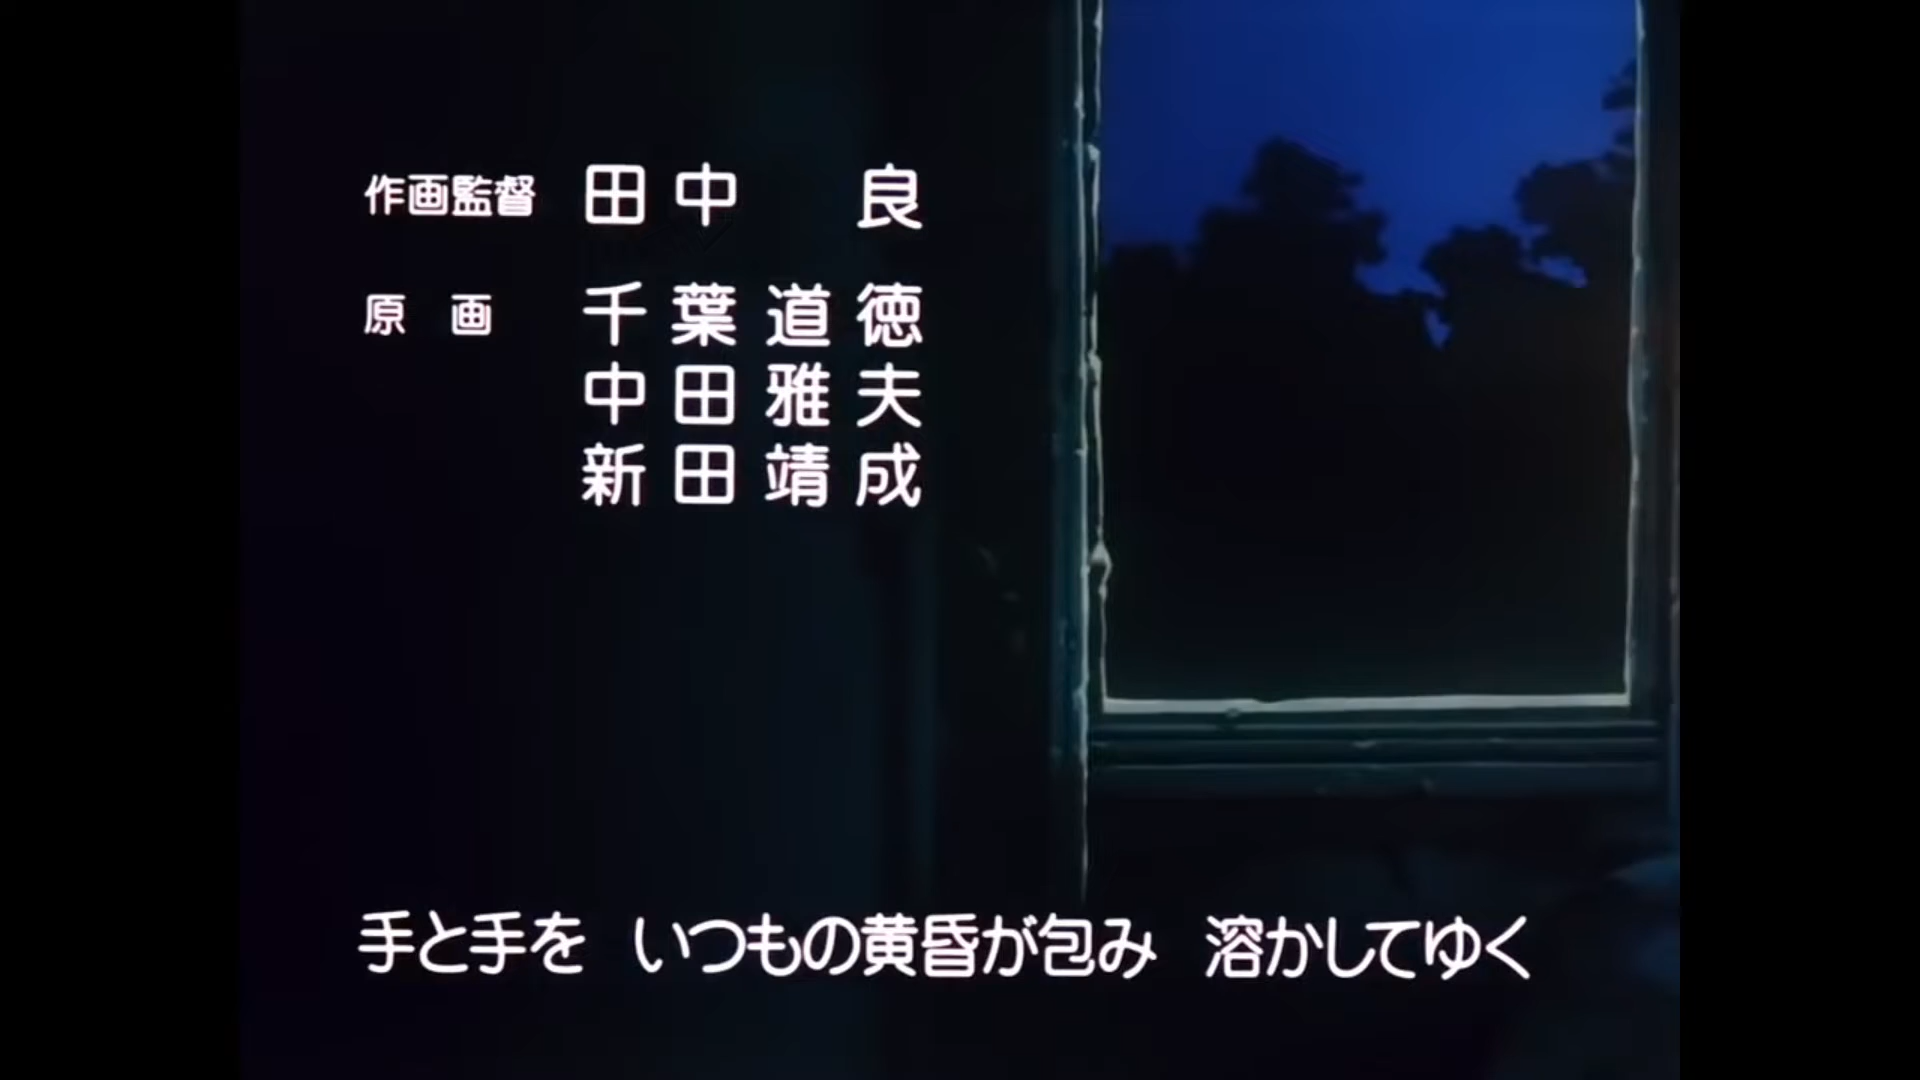 作画監督 田中 良
原 画 千葉道徳
中田雅夫
新田靖成
手と手を いつもの黄昏が包み 溶かしてゆく